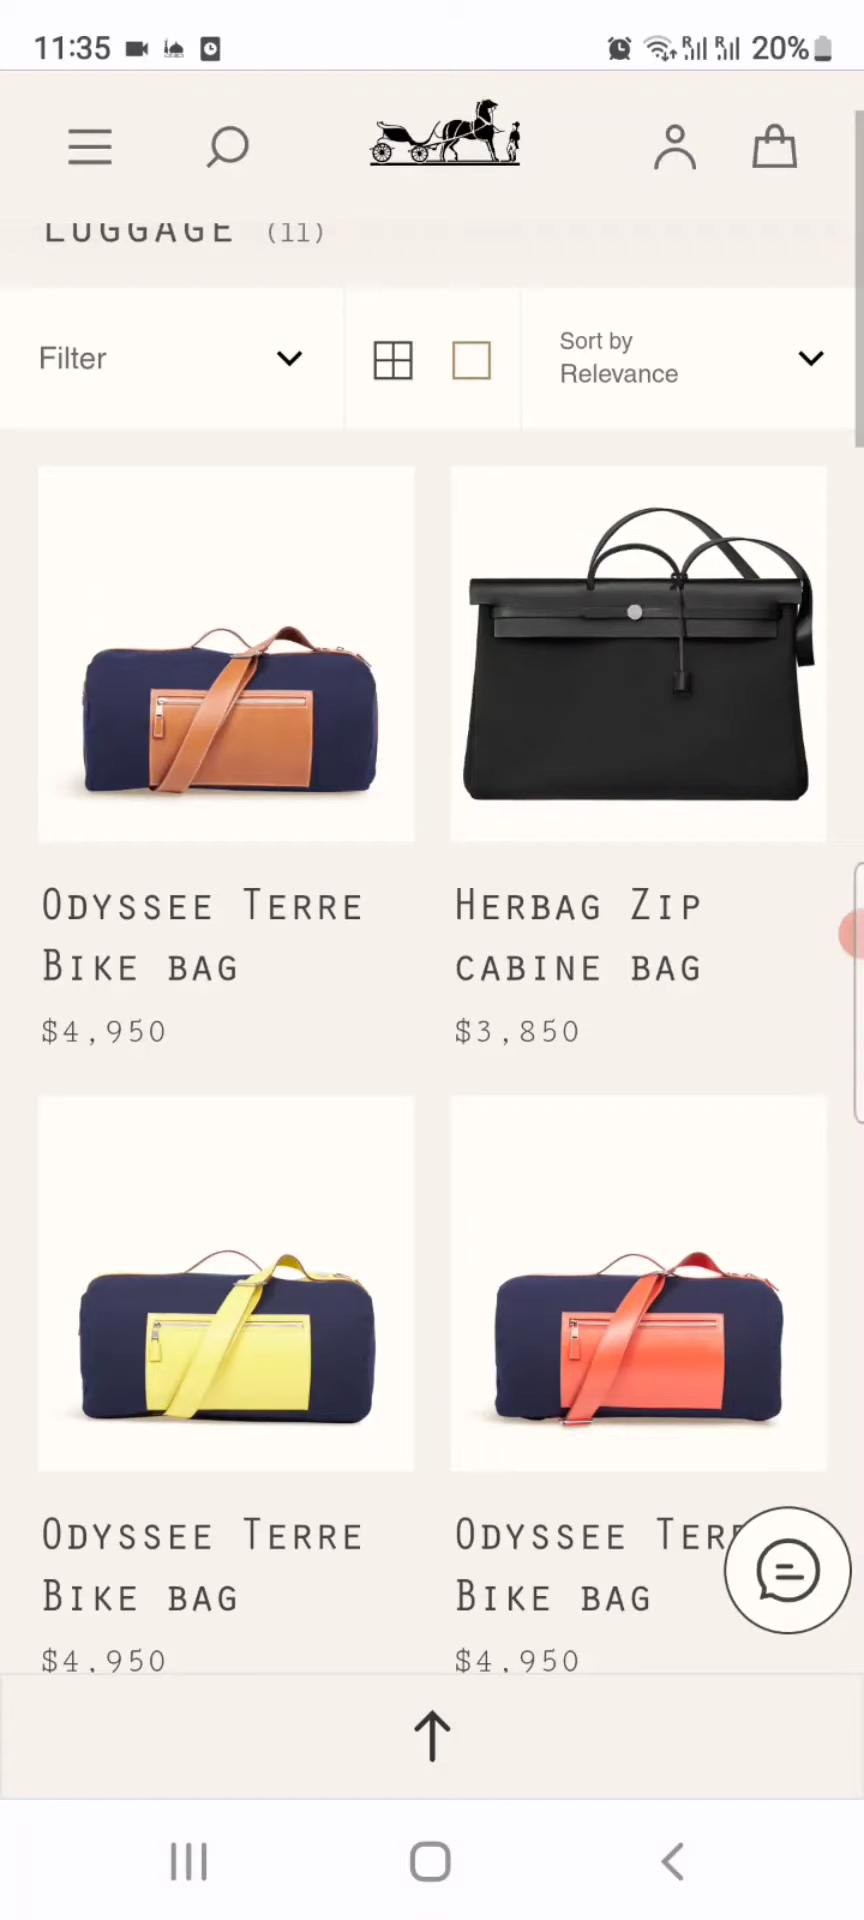 11:35
20%
LUGGAGE (11)
Filter
Sort by
Relevance
Odyssee Terre
Bike bag
$4,950
Herbag Zip
cabine bag
$3,850
Odyssee Terre
Bike bag
$4,950
Odyssee Terr
Bike bag
$4,950